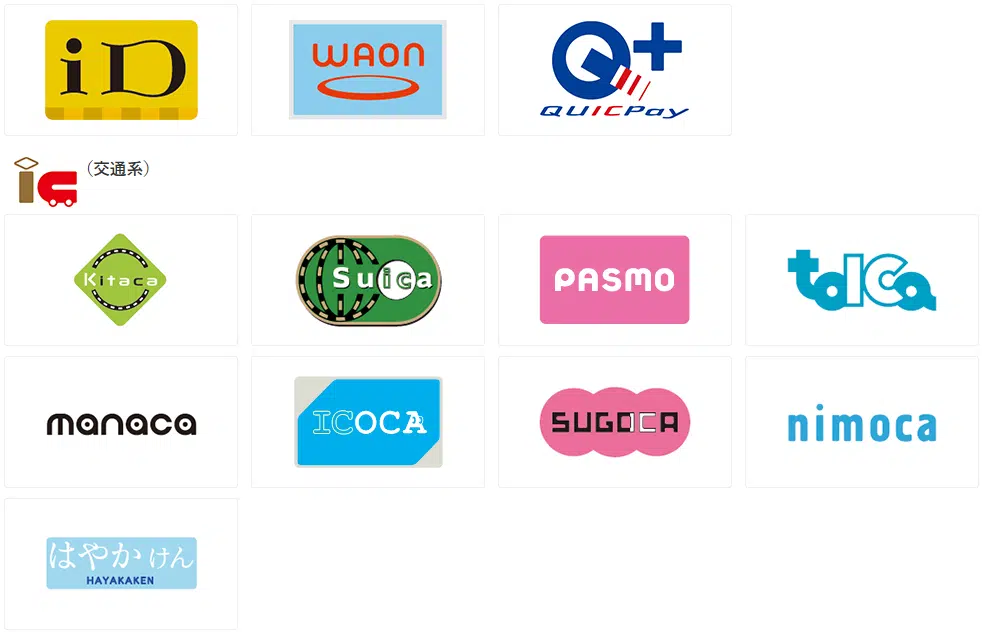 iD
WAON
Q+
QUICPay
IC
（交通系）
Kitaca
Suica
PASMO
toICa
manaca
ICOCA
SUGOCA
nimoca
はやかけん
HAYAKAKEN